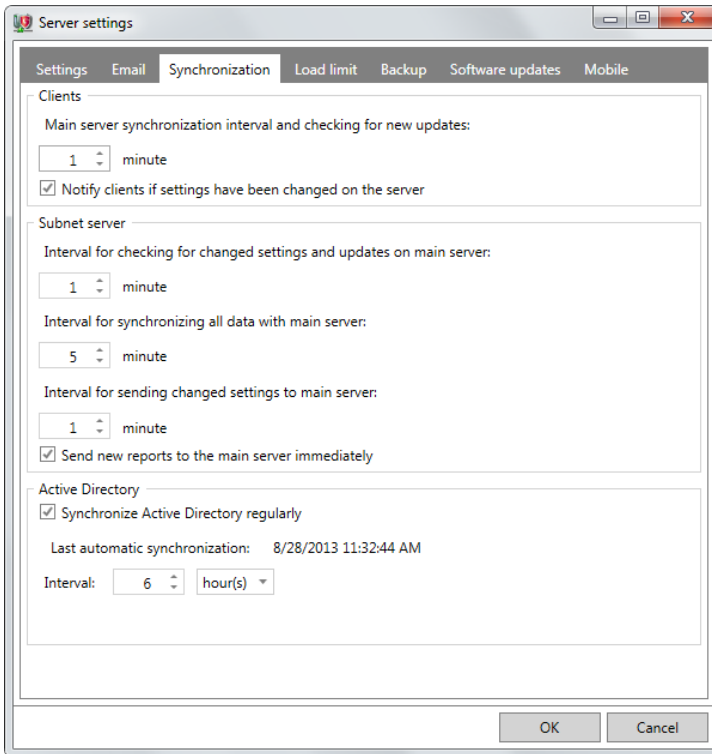 Server settings
Settings Email Synchronization Load limit Backup Software updates Mobile
Clients
Main server synchronization interval and checking for new updates:
1 minute
Notify clients if settings have been changed on the server
Subnet server
Interval for checking for changed settings and updates on main server:
1 minute
Interval for synchronizing all data with main server:
5 minute
Interval for sending changed settings to main server:
1 minute
Send new reports to the main server immediately
Active Directory
Synchronize Active Directory regularly
Last automatic synchronization: 8/28/2013 11:32:44 AM
Interval: 6 hour(s)
OK Cancel